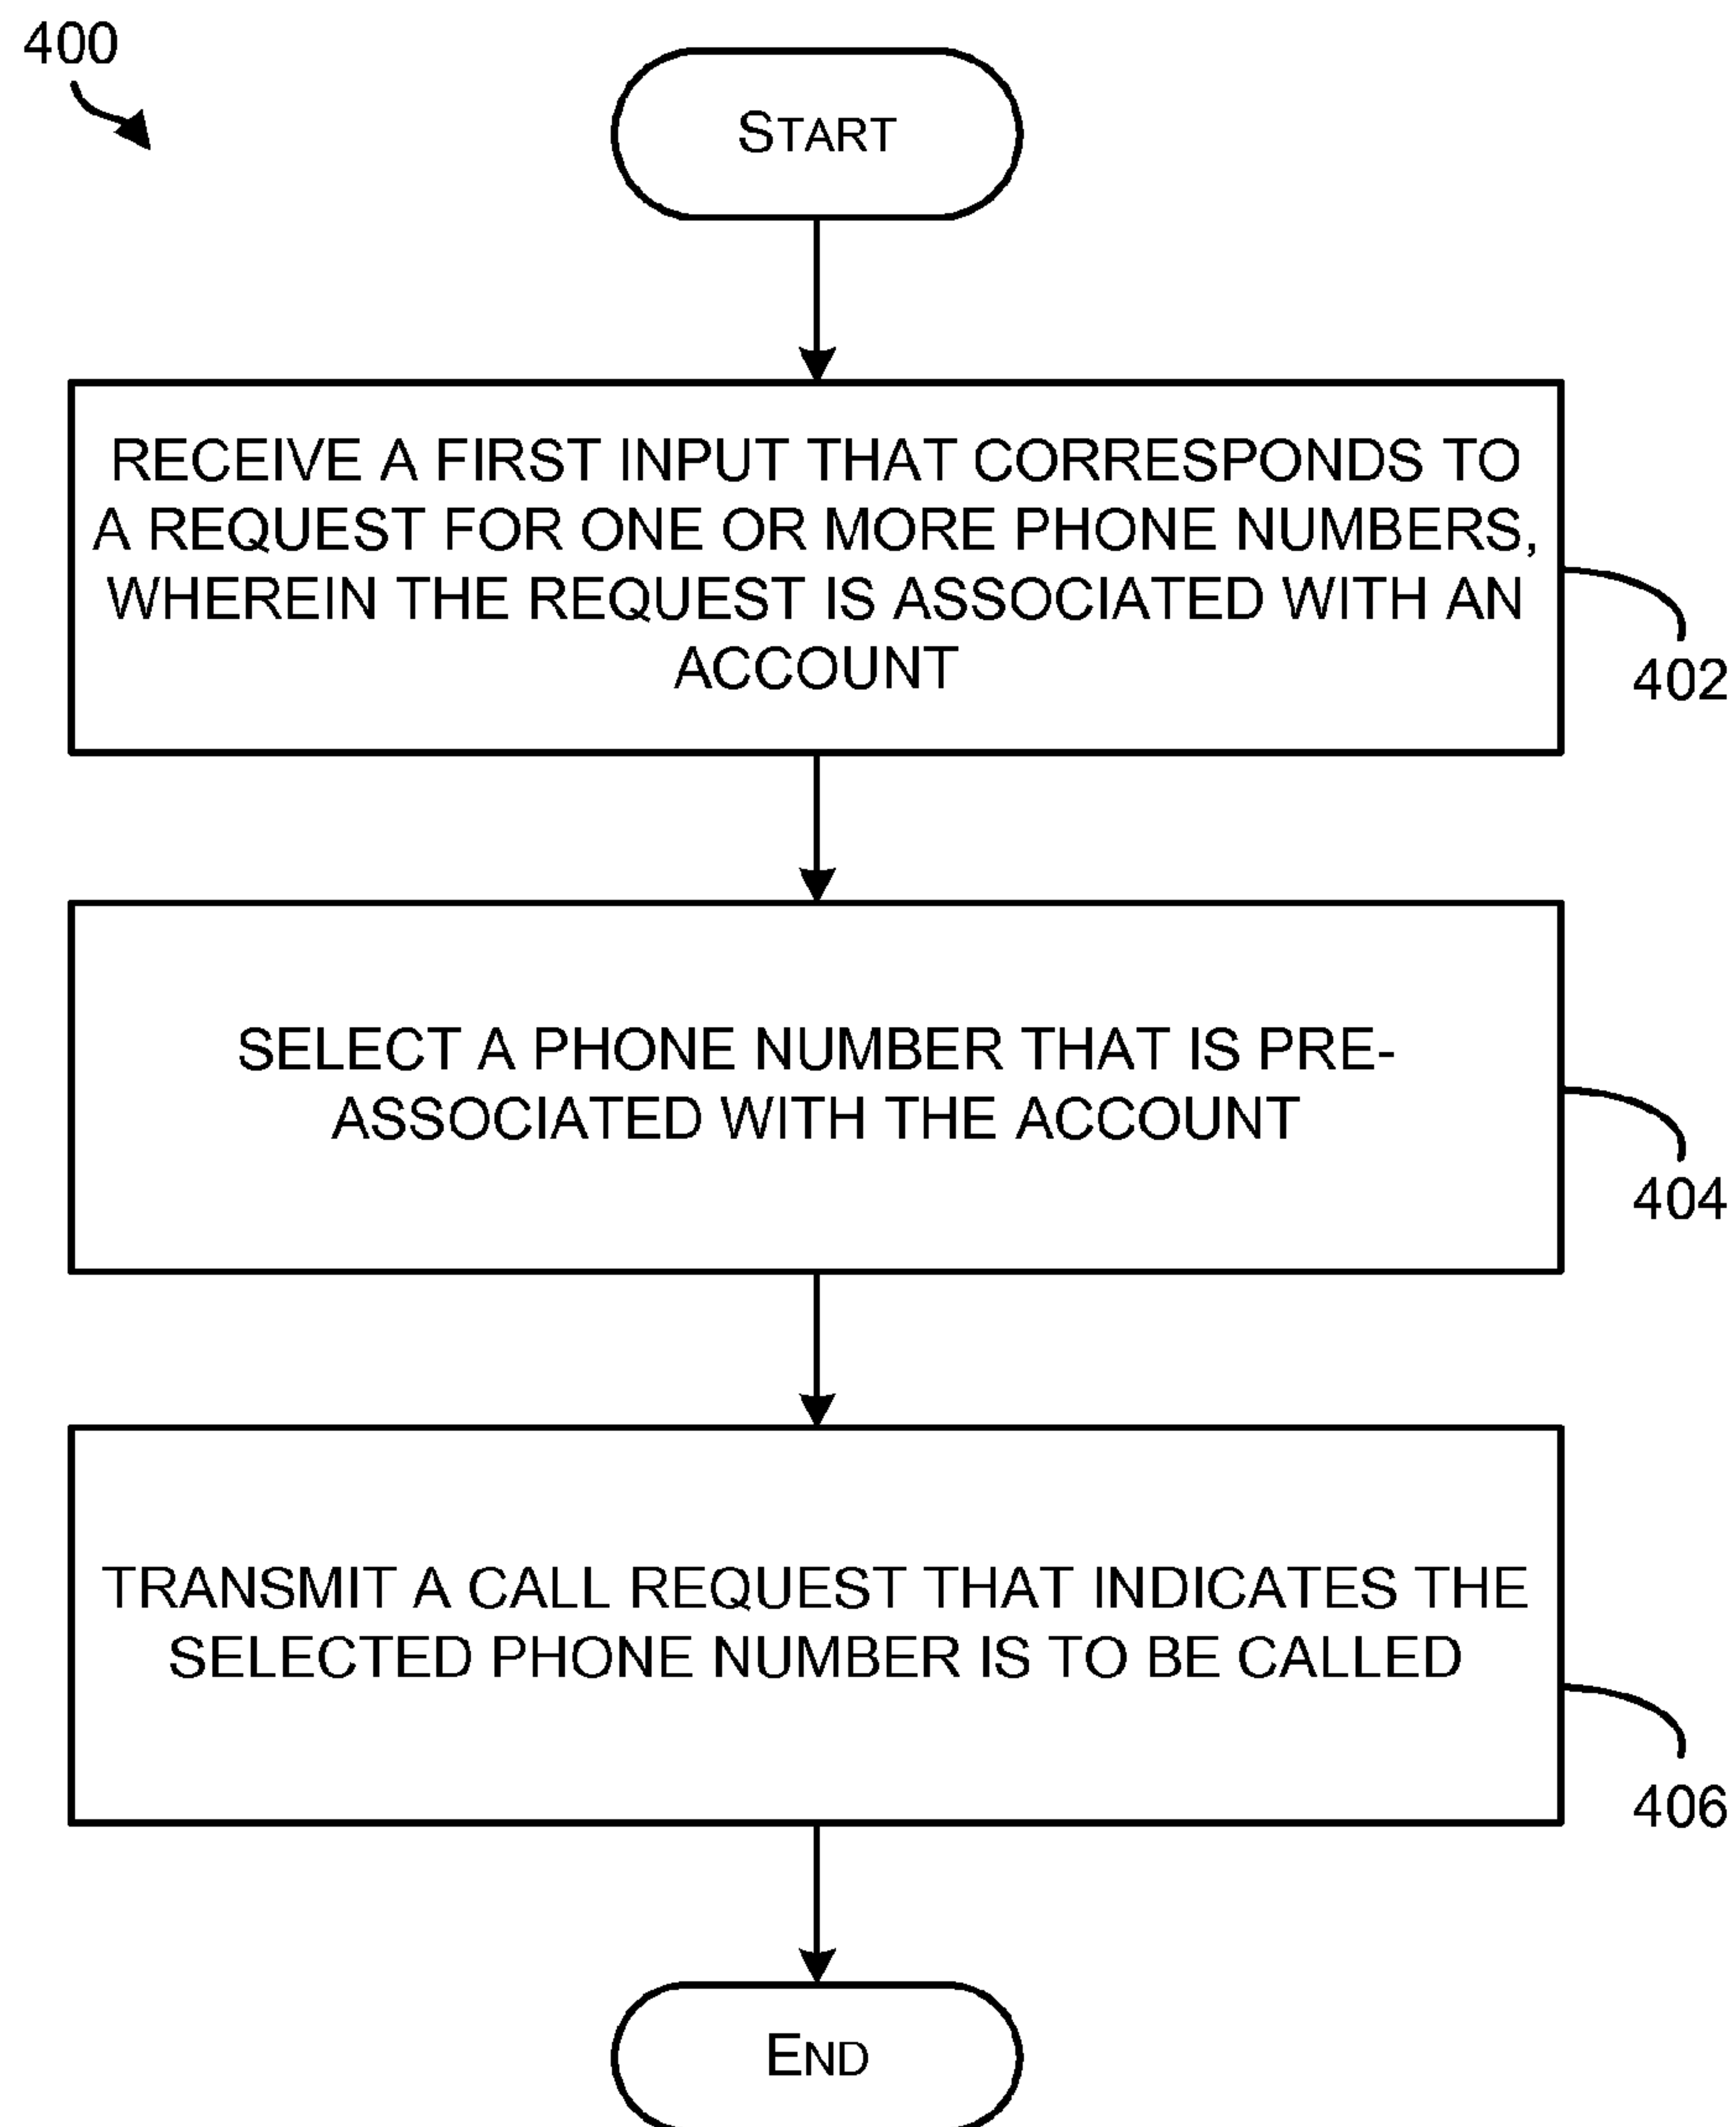 400
START
RECEIVE A FIRST INPUT THAT CORRESPONDS TO
A REQUEST FOR ONE OR MORE PHONE NUMBERS,
WHEREIN THE REQUEST IS ASSOCIATED WITH AN
ACCOUNT
402
SELECT A PHONE NUMBER THAT IS PRE-
ASSOCIATED WITH THE ACCOUNT
404
TRANSMIT A CALL REQUEST THAT INDICATES THE
SELECTED PHONE NUMBER IS TO BE CALLED
406
END